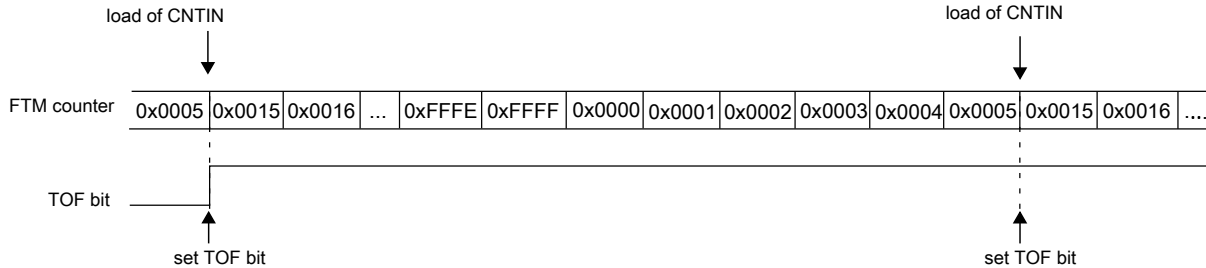 load of CNTIN load of CNTIN
FTM counter 0x0005 0x0015 0x0016 ... 0xFFFE 0xFFFF 0x0000 0x0001 0x0002 0x0003 0x0004 0x0005 0x0015 0x0016 ....
TOF bit
set TOF bit set TOF bit